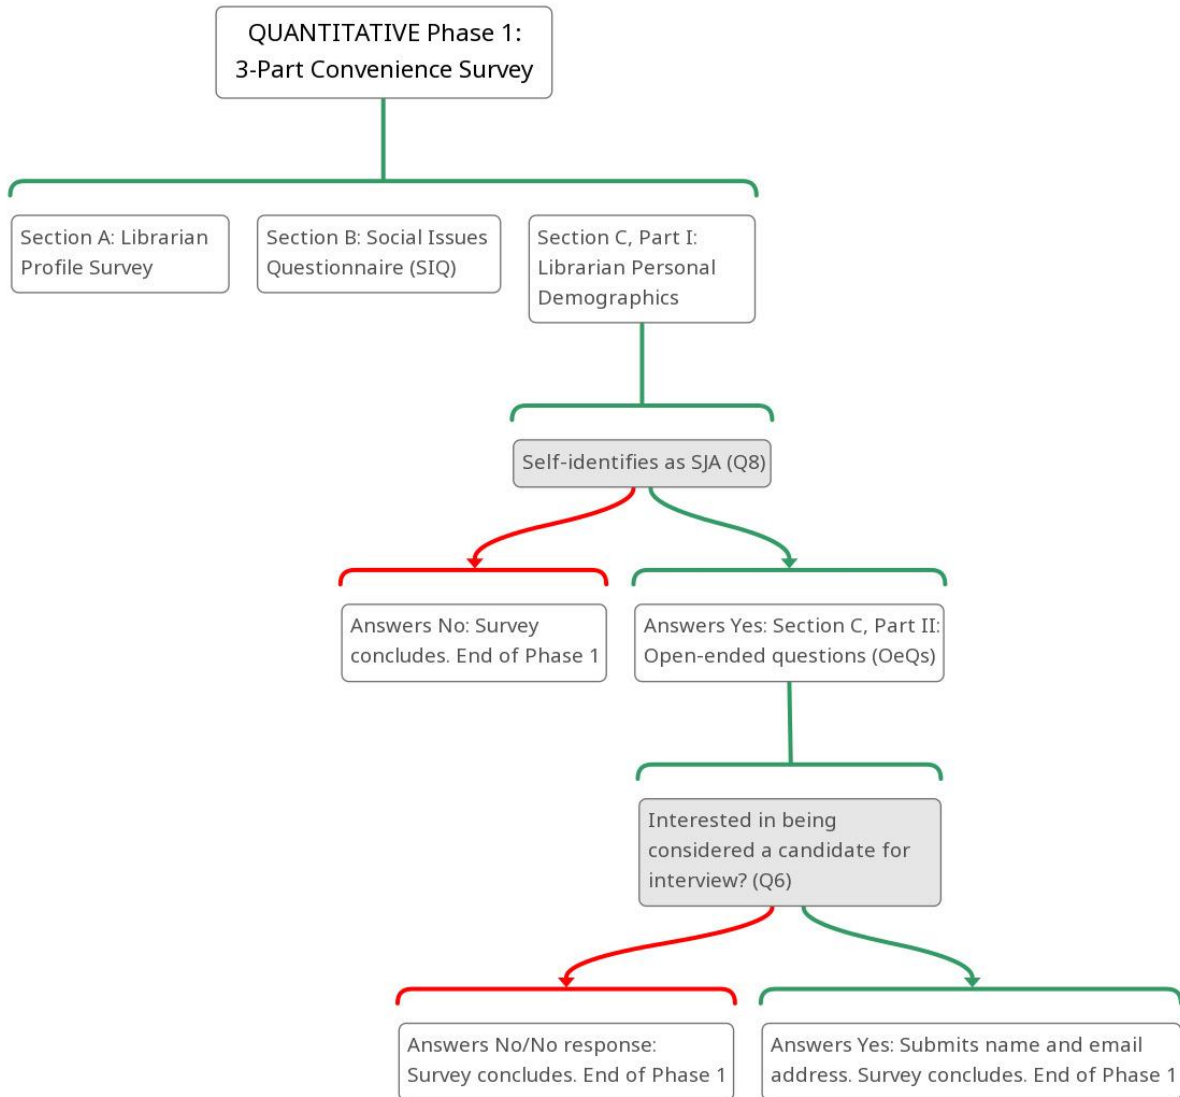 QUANTITATIVE Phase 1:
3-Part Convenience Survey
Section A: Librarian
Profile Survey
Section B: Social Issues
Questionnaire (SIQ)
Section C, Part I:
Librarian Personal
Demographics
Self-identifies as SJA (Q8)
Answers No: Survey
concludes. End of Phase 1
Answers Yes: Section C, Part II:
Open-ended questions (OeQs)
Interested in being
considered a candidate for
interview? (Q6)
Answers No/No response:
Survey concludes. End of Phase 1
Answers Yes: Submits name and email
address. Survey concludes. End of Phase 1